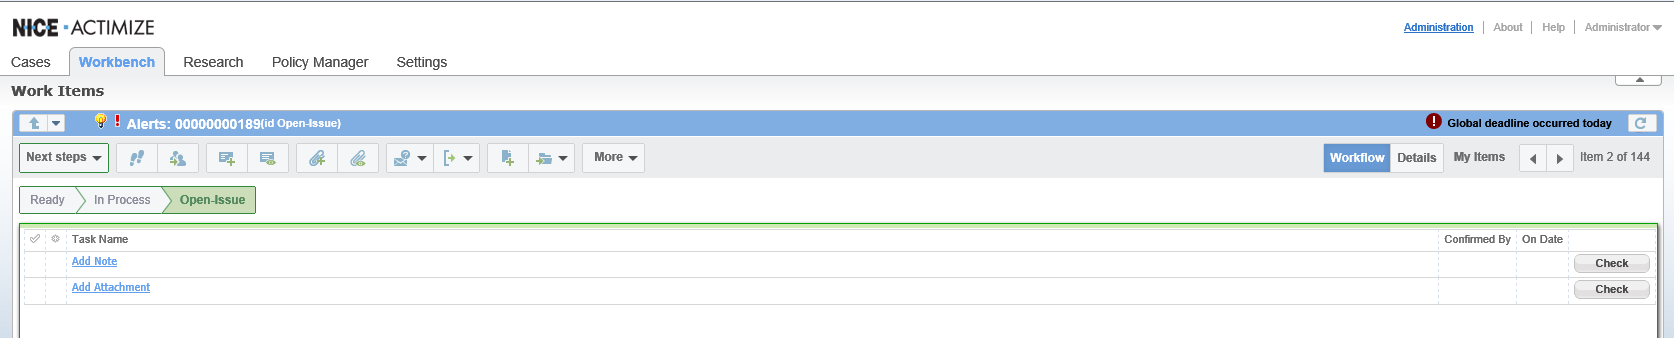 NICE · ACTIMIZE
Administration About Help Administrator
Cases Workbench Research Policy Manager Settings
Work Items
! Alerts: 00000000189(id Open-Issue) ! Global deadline occurred today
Next steps More Workflow Details My Items Item 2 of 144
Ready In Process Open-Issue
Task Name Confirmed By On Date
Add Note Check
Add Attachment Check